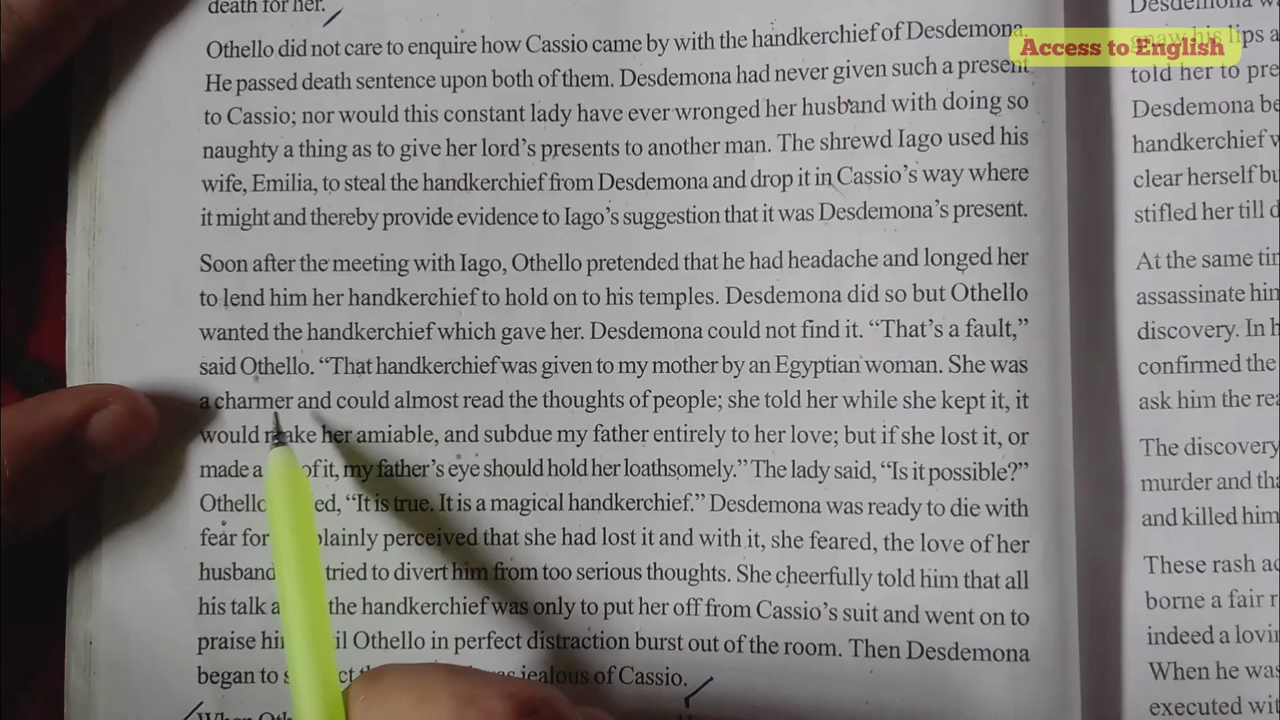 death for her.
Othello did not care to enquire how Cassio came by with the handkerchief of Desdemona.
He passed death sentence upon both of them. Desdemona had never given such a present
to Cassio; nor would this constant lady have ever wronged her husband with doing so
naughty a thing as to give her lord's presents to another man. The shrewd Iago used his
wife, Emilia, to steal the handkerchief from Desdemona and drop it in Cassio's way where
it might and thereby provide evidence to Iago's suggestion that it was Desdemona's present.
Soon after the meeting with Iago, Othello pretended that he had headache and longed her
to lend him her handkerchief to hold on to his temples. Desdemona did so but Othello
wanted the handkerchief which gave her. Desdemona could not find it. “That's a fault,”
said Othello. “That handkerchief was given to my mother by an Egyptian woman. She was
a charmer and could almost read the thoughts of people; she told her while she kept it, it
would make her amiable, and subdue my father entirely to her love; but if she lost it, or
made a of it, my father's eye should hold her loathsomely.” The lady said, “Is it possible?”
“It is true. It is a magical handkerchief.” Desdemona was ready to die with
fear for perceived that she had lost it and with it, she feared, the love of her
husband tried to divert him from too serious thoughts. She cheerfully told him that all
his talk the handkerchief was only to put her off from Cassio's suit and went on to
praise Othello in perfect distraction burst out of the room. Then Desdemona
began to jealous of Cassio.
When
Access to English
Desdemona
gnaw his lips
told her to
Desdemona
handkerchief
clear herself
stifled her till
At the same
assassinate him
discovery. In
confirmed the
ask him the
The discovery
murder and
and killed him
These rash
borne a fair
indeed a
When he was
executed